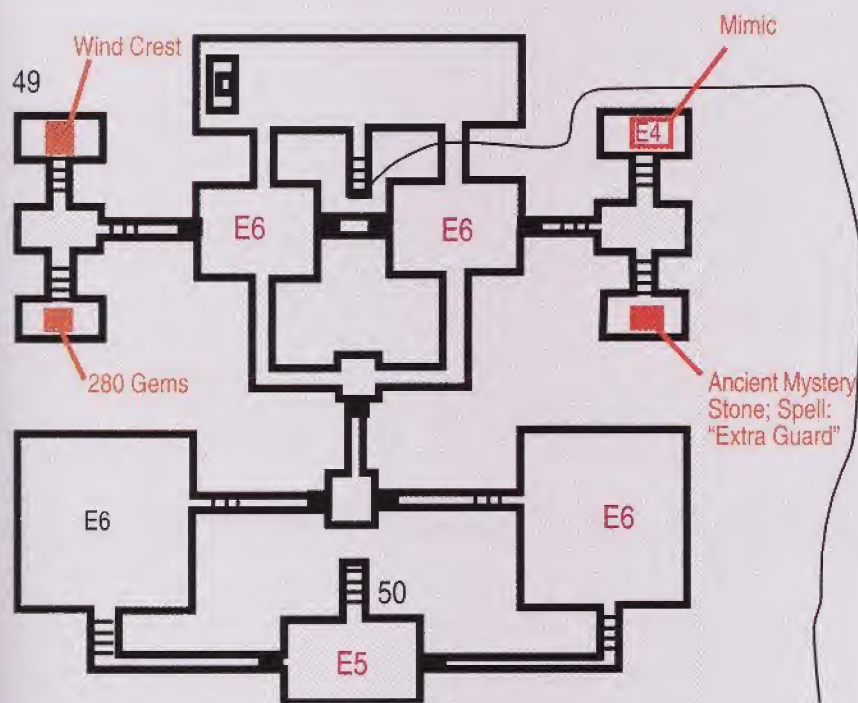 Wind Crest
Mimic
49
E4
E6
E6
280 Gems
Ancient Mystery
Stone; Spell:
"Extra Guard"
E6
E6
50
E5